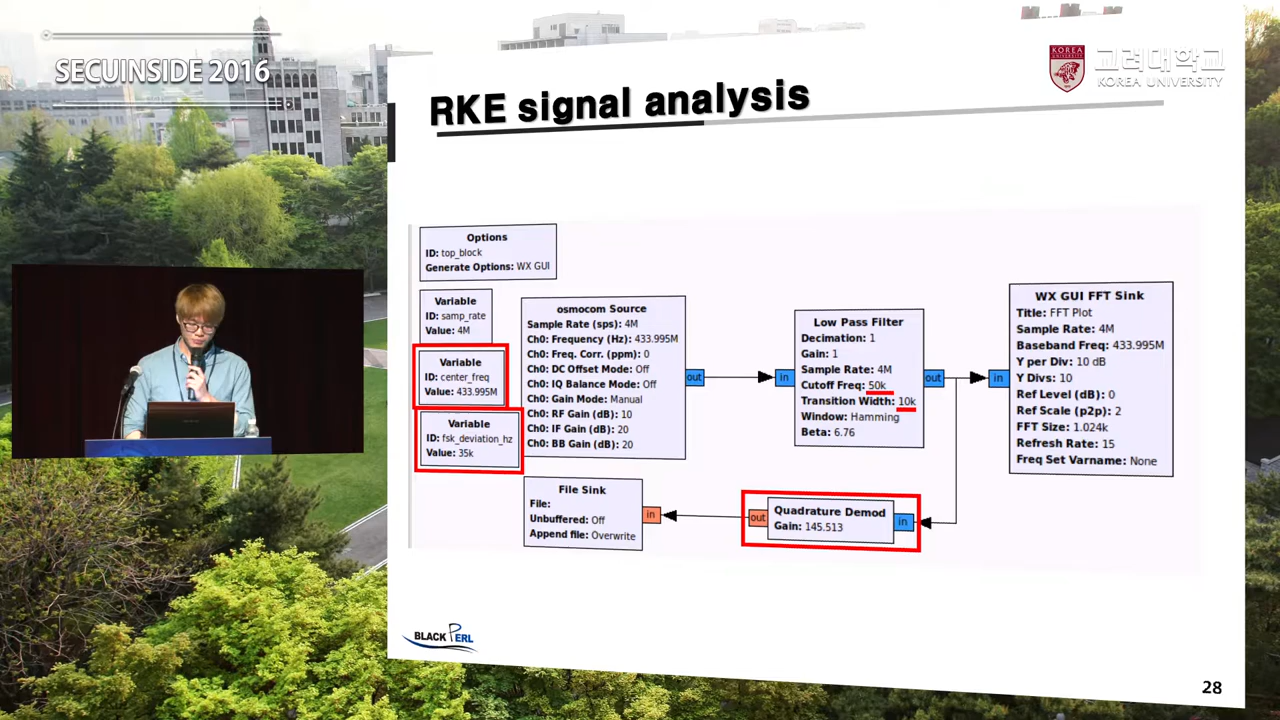 SECUINSIDE 2016
KOREA
UNIVERSITY
고려대학교
KOREA UNIVERSITY
RKE signal analysis
Options
ID: top_block
Generate Options: WX GUI
Variable
ID: samp_rate
Value: 4M
Variable
ID: center_freq
Value: 433.995M
Variable
ID: fsk_deviation_hz
Value: 35k
osmocom Source
Sample Rate (sps): 4M
Ch0: Frequency (Hz): 433.995M
Ch0: Freq. Corr. (ppm): 0
Ch0: DC Offset Mode: Off
Ch0: IQ Balance Mode: Off
Ch0: Gain Mode: Manual
Ch0: RF Gain (dB): 10
Ch0: IF Gain (dB): 20
Ch0: BB Gain (dB): 20
out
in
Low Pass Filter
Decimation: 1
Gain: 1
Sample Rate: 4M
Cutoff Freq: 50k
Transition Width: 10k
Window: Hamming
Beta: 6.76
out
in
WX GUI FFT Sink
Title: FFT Plot
Sample Rate: 4M
Baseband Freq: 433.995M
Y per Div: 10 dB
Y Divs: 10
Ref Level (dB): 0
Ref Scale (p2p): 2
FFT Size: 1.024k
Refresh Rate: 15
Freq Set Varname: None
File Sink
File:
Unbuffered: Off
Append file: Overwrite
in
out
Quadrature Demod
Gain: 145.513
in
BLACK PERL
28